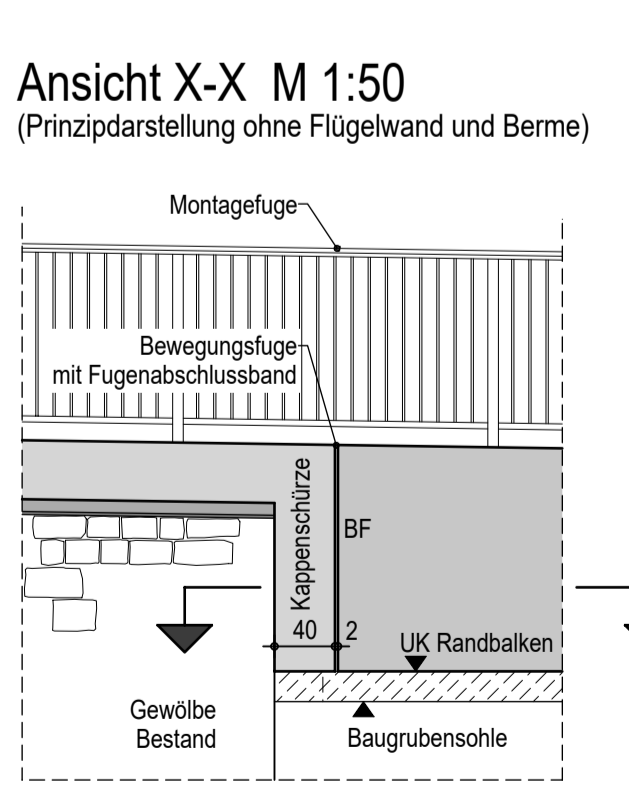 Ansicht X-X M 1:50
(Prinzipdarstellung ohne Flügelwand und Berme)
Montagefuge
Bewegungsfuge
mit Fugenabschlussband
Kappenschürze
BF
40
2
UK Randbalken
Gewölbe
Bestand
Baugrubensohle